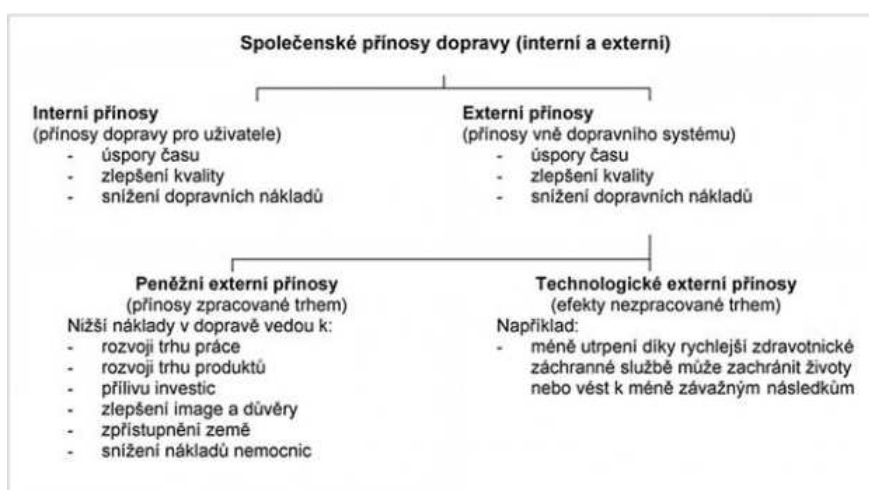 Společenské přínosy dopravy (interní a externí)
Interní přínosy
(přínosy dopravy pro uživatele)
- úspory času
- zlepšení kvality
- snížení dopravních nákladů
Externí přínosy
(přínosy vně dopravního systému)
- úspory času
- zlepšení kvality
- snížení dopravních nákladů
Peněžní externí přínosy
(přínosy zpracované trhem)
Nižší náklady v dopravě vedou k:
- rozvoji trhu práce
- rozvoji trhu produktů
- přílivu investic
- zlepšení image a důvěry
- zpřístupnění země
- snížení nákladů nemocnic
Technologické externí přínosy
(efekty nezpracované trhem)
Například:
- méně utrpení díky rychlejší zdravotnické
záchranné službě může zachránit životy
nebo vést k méně závažným následkům